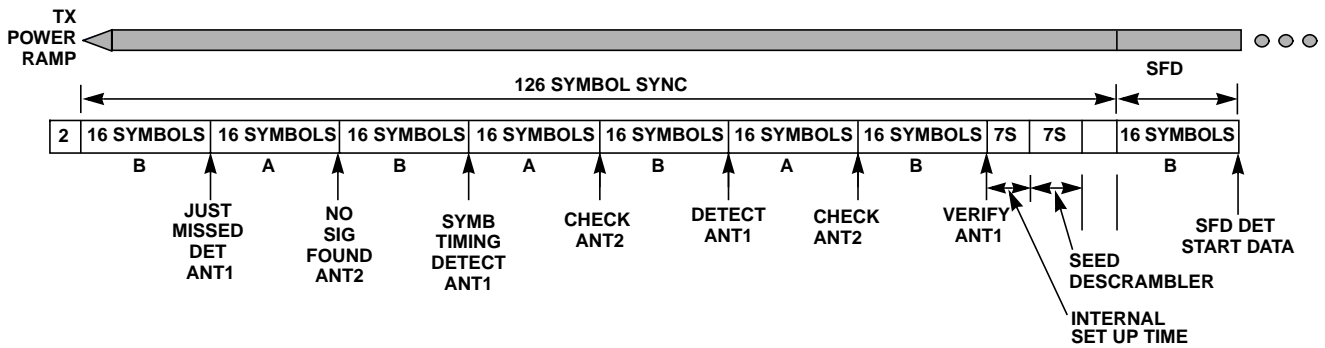 TX
POWER
RAMP
SFD
126 SYMBOL SYNC
2 16 SYMBOLS 16 SYMBOLS 16 SYMBOLS 16 SYMBOLS 16 SYMBOLS 16 SYMBOLS 16 SYMBOLS 7S 7S 16 SYMBOLS
B A B A B A B B
JUST
MISSED
DET
ANT1
NO
SIG
FOUND
ANT2
SYMB
TIMING
DETECT
ANT1
CHECK
ANT2
DETECT
ANT1
CHECK
ANT2
VERIFY
ANT1
SEED
DESCRAMBLER
INTERNAL
SET UP TIME
SFD DET
START DATA